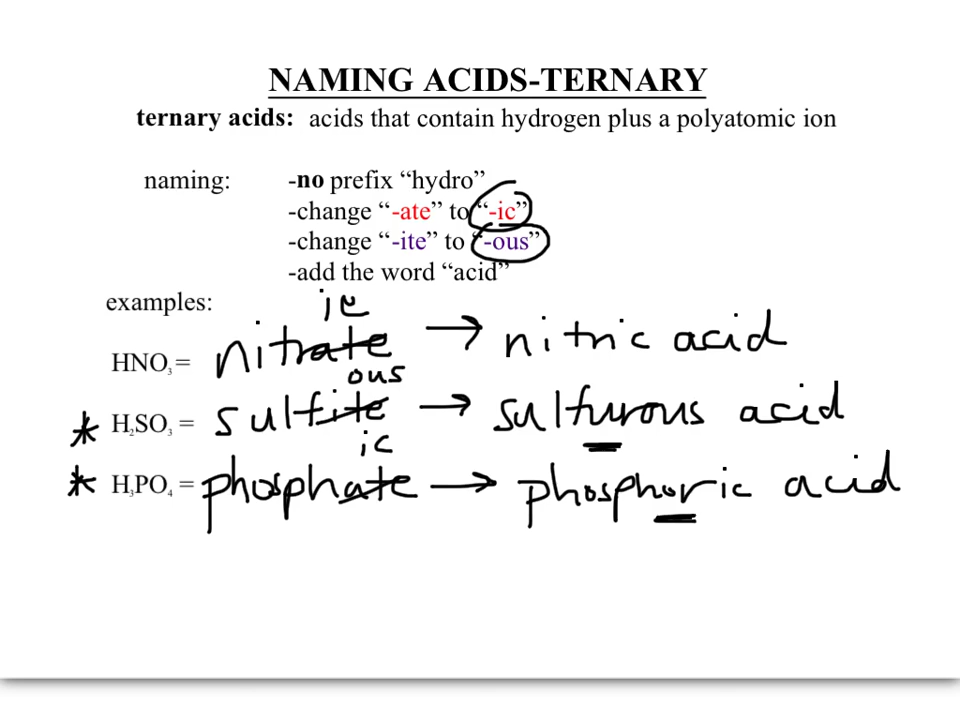 NAMING ACIDS-TERNARY
ternary acids: acids that contain hydrogen plus a polyatomic ion
naming: -no prefix “hydro”
-change “-ate” to “-ic”
-change “-ite” to “-ous”
-add the word “acid”
examples:
ic
HNO₃ = nitrate → nitric acid
ous
* H₂SO₃ = sulfite → sulfurous acid
ic
* H₃PO₄ = phosphate → phosphoric acid